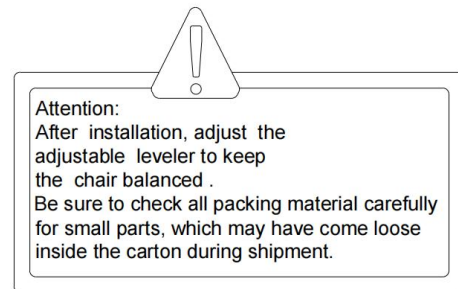 Attention:
After installation, adjust the
adjustable leveler to keep
the chair balanced .
Be sure to check all packing material carefully
for small parts, which may have come loose
inside the carton during shipment.